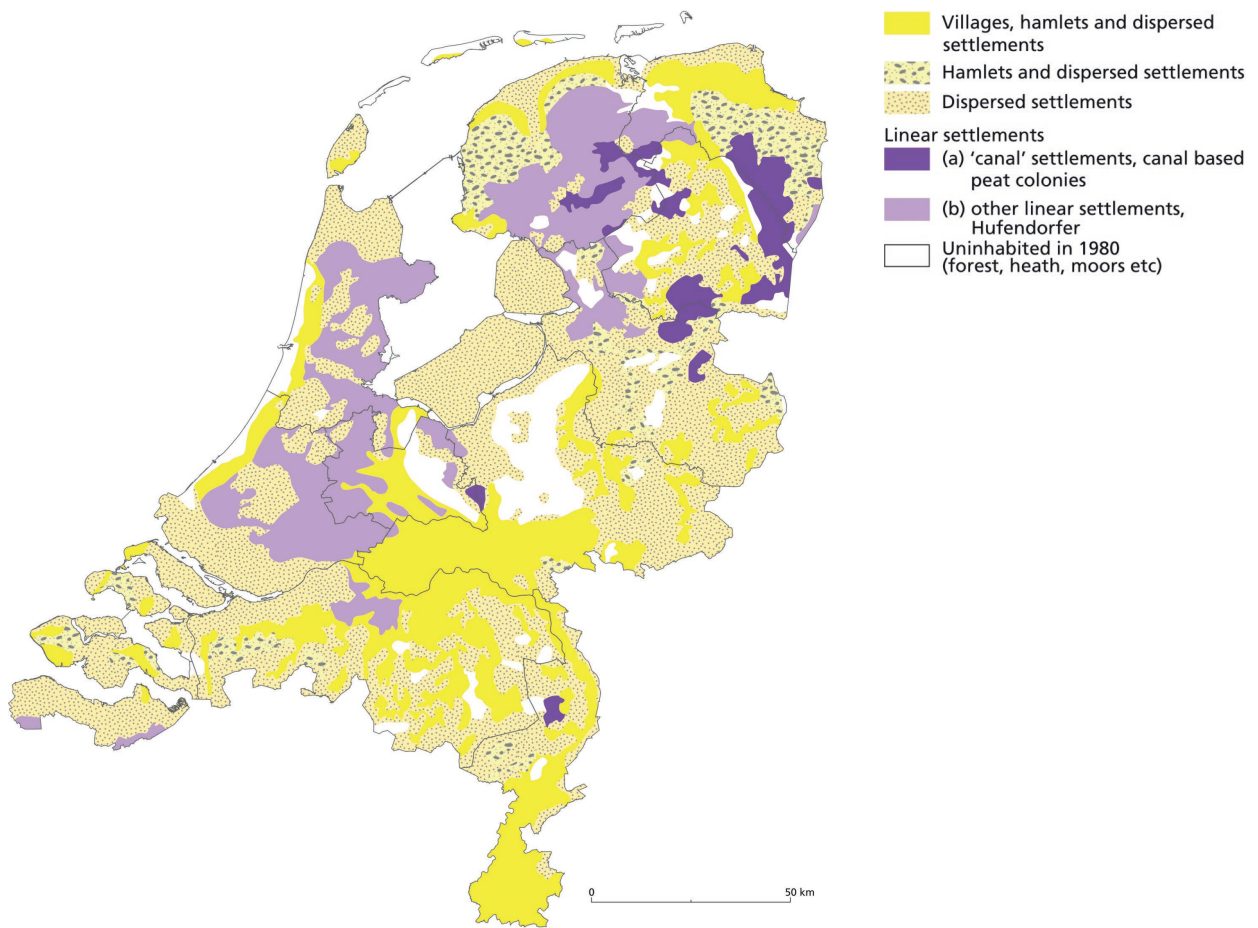 Villages, hamlets and dispersed
settlements
Hamlets and dispersed settlements
Dispersed settlements
Linear settlements
(a) ‘canal’ settlements, canal based
peat colonies
(b) other linear settlements,
Hufendorfer
Uninhabited in 1980
(forest, heath, moors etc)
0 50 km